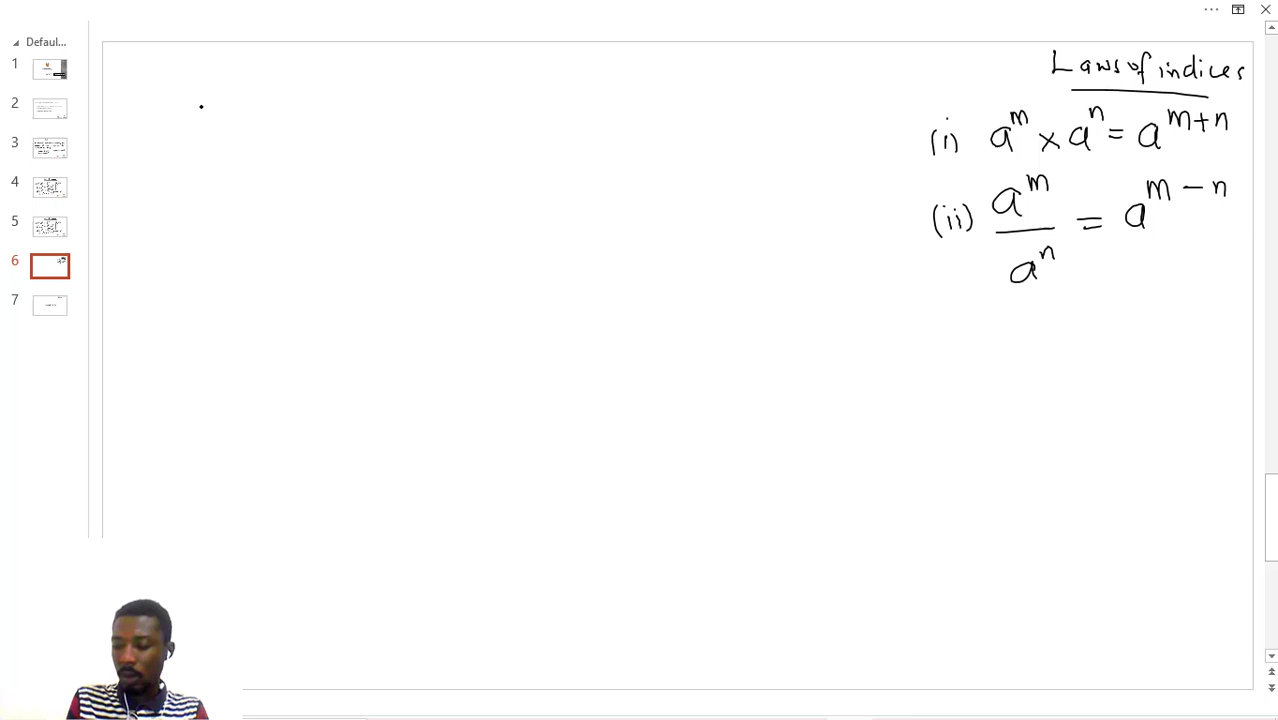 Defaul...
1
2
3
4
5
6
7
Laws of indices
(i) a^m × a^n = a^{m+n}
(ii) a^m / a^n = a^{m-n}